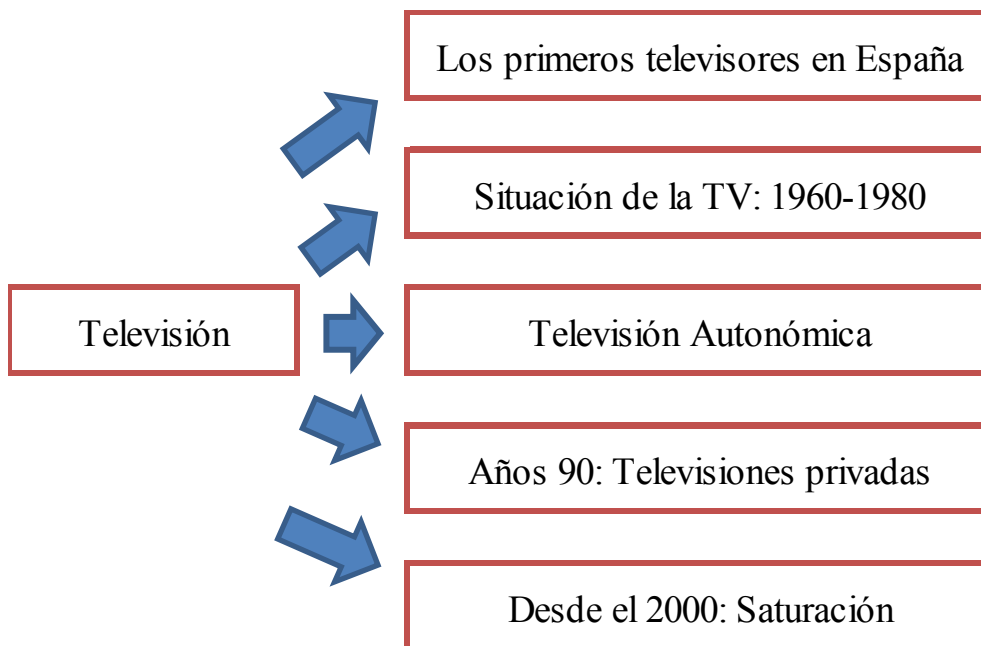 Los primeros televisores en España
Situación de la TV: 1960-1980
Televisión
Televisión Autonómica
Años 90: Televisiones privadas
Desde el 2000: Saturación